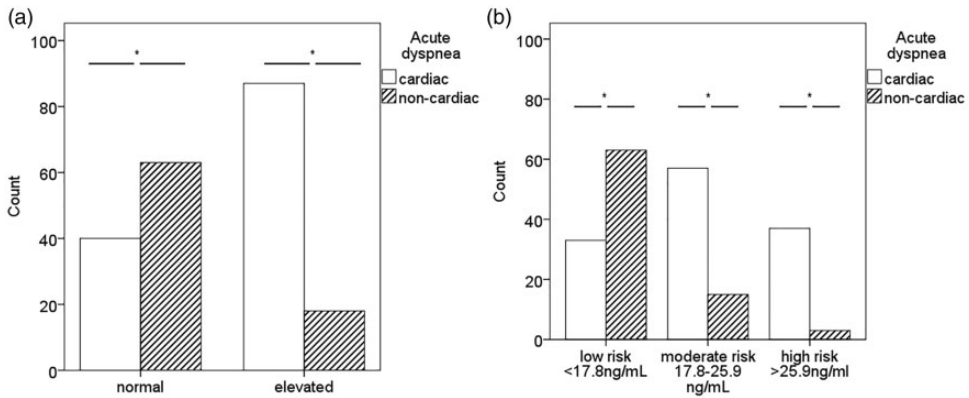 (a)
Acute
dyspnea
cardiac
non-cardiac
*
*
100
80
60
40
20
0
Count
normal
elevated
(b)
Acute
dyspnea
cardiac
non-cardiac
*
*
*
100
80
60
40
20
0
Count
low risk
<17.8ng/mL
moderate risk
17.8-25.9
ng/mL
high risk
>25.9ng/ml